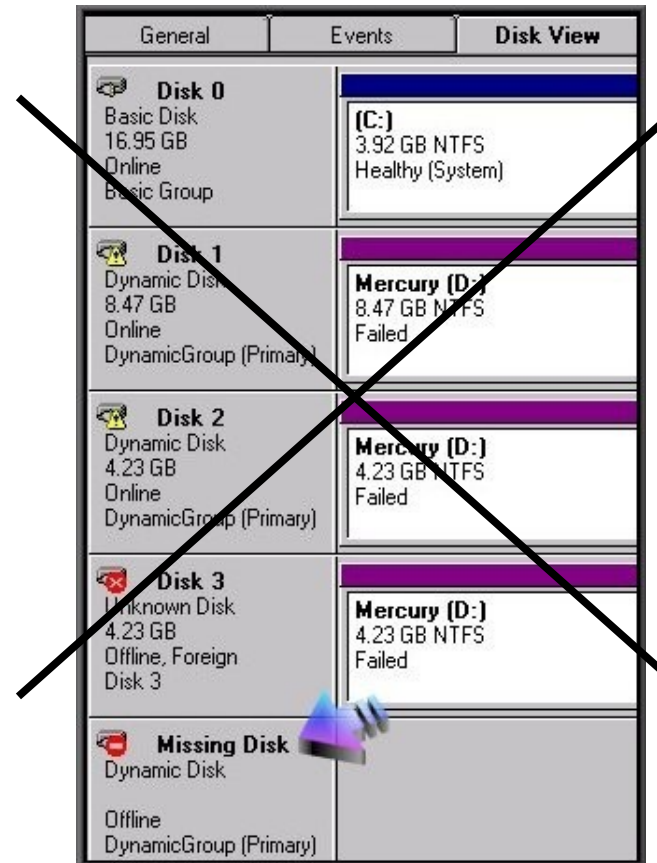 General Events Disk View
Disk 0
Basic Disk
16.95 GB
Online
Basic Group
(C:)
3.92 GB NTFS
Healthy (System)
Disk 1
Dynamic Disk
8.47 GB
Online
DynamicGroup (Primary)
Mercury (D:)
8.47 GB NTFS
Failed
Disk 2
Dynamic Disk
4.23 GB
Online
DynamicGroup (Primary)
Mercury (D:)
4.23 GB NTFS
Failed
Disk 3
Unknown Disk
4.23 GB
Offline, Foreign
Disk 3
Mercury (D:)
4.23 GB NTFS
Failed
Missing Disk
Dynamic Disk
Offline
DynamicGroup (Primary)